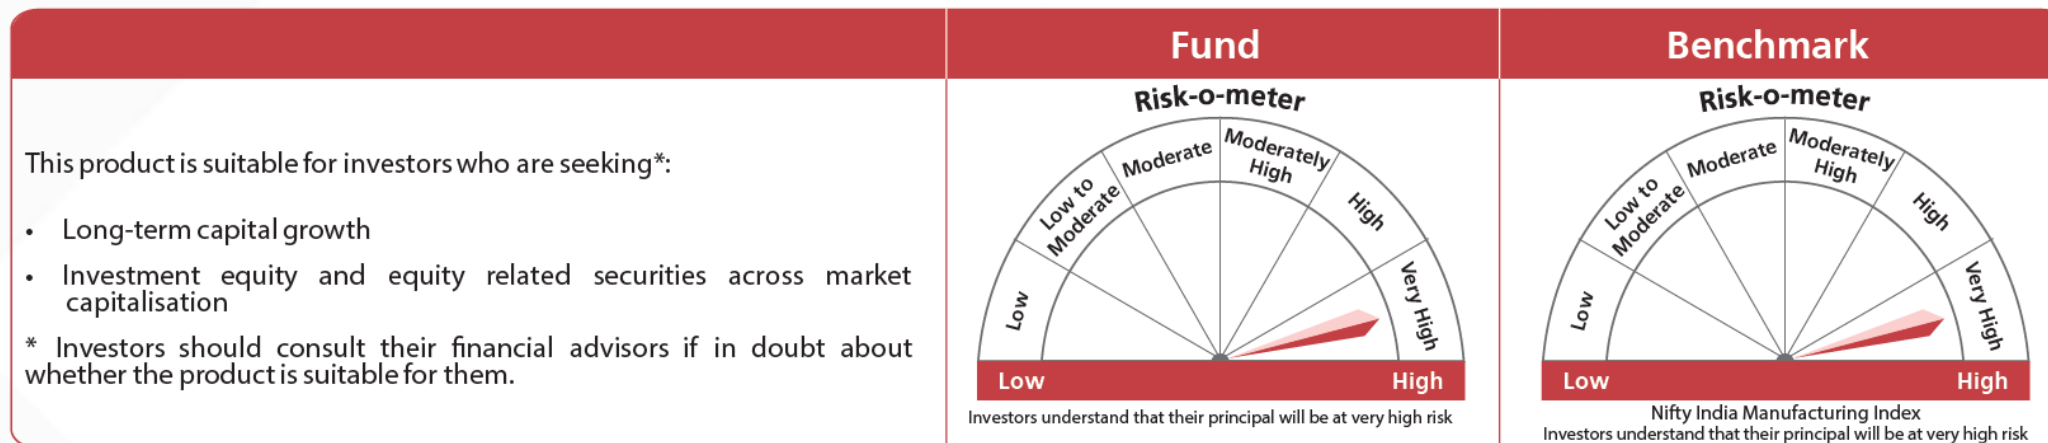 Fund
Benchmark
This product is suitable for investors who are seeking*:
• Long-term capital growth
• Investment equity and equity related securities across market
capitalisation
* Investors should consult their financial advisors if in doubt about
whether the product is suitable for them.
Risk-o-meter
Low
Low to
Moderate
Moderate
Moderately
High
High
Very High
Low
High
Investors understand that their principal will be at very high risk
Risk-o-meter
Low
Low to
Moderate
Moderate
Moderately
High
High
Very High
Low
High
Nifty India Manufacturing Index
Investors understand that their principal will be at very high risk